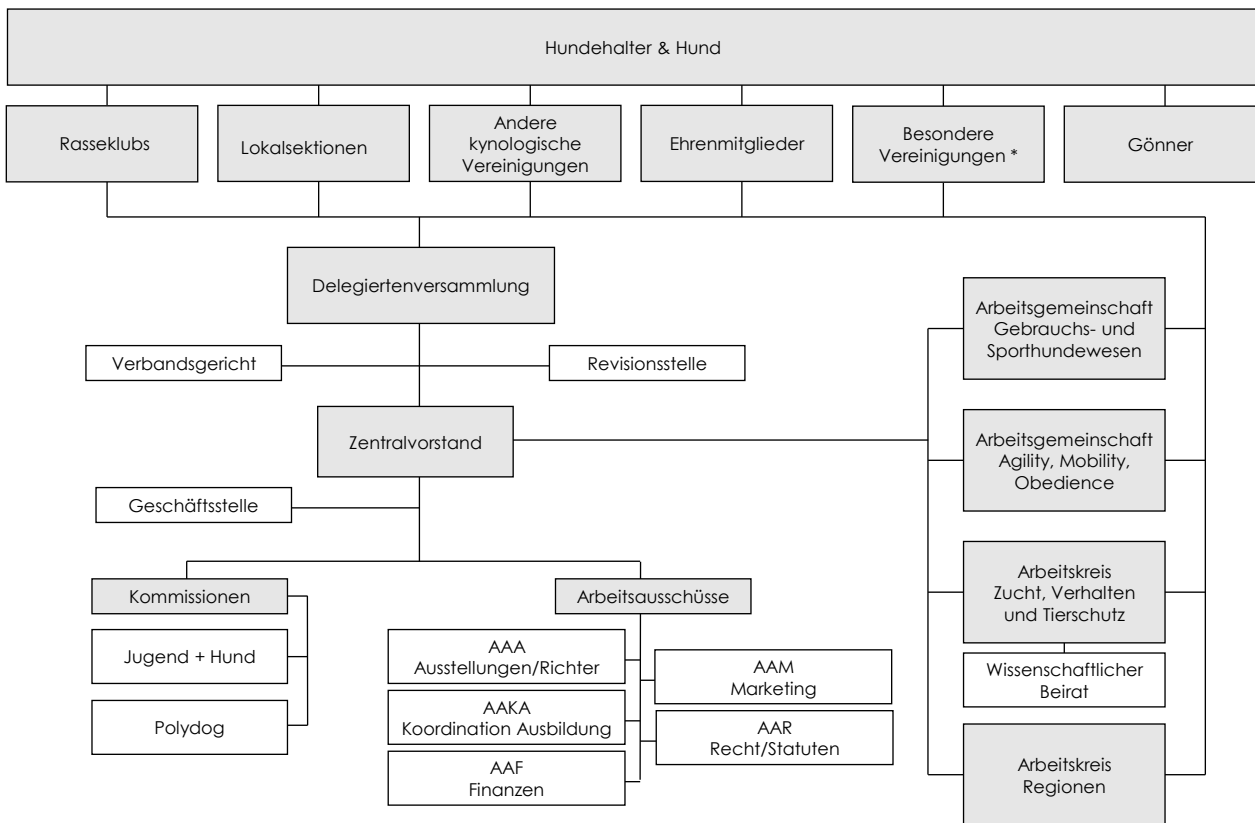 Hundehalter & Hund
Rasseklubs
Lokalsektionen
Andere
kynologische
Vereinigungen
Ehrenmitglieder
Besondere
Vereinigungen *
Gönner
Delegiertenversammlung
Verbandsgericht
Revisionsstelle
Zentralvorstand
Geschäftsstelle
Kommissionen
Jugend + Hund
Polydog
Arbeitsausschüsse
AAA
Ausstellungen/Richter
AAKA
Koordination Ausbildung
AAF
Finanzen
AAM
Marketing
AAR
Recht/Statuten
Arbeitsgemeinschaft
Gebrauchs- und
Sporthundewesen
Arbeitsgemeinschaft
Agility, Mobility,
Obedience
Arbeitskreis
Zucht, Verhalten
und Tierschutz
Wissenschaftlicher
Beirat
Arbeitskreis
Regionen